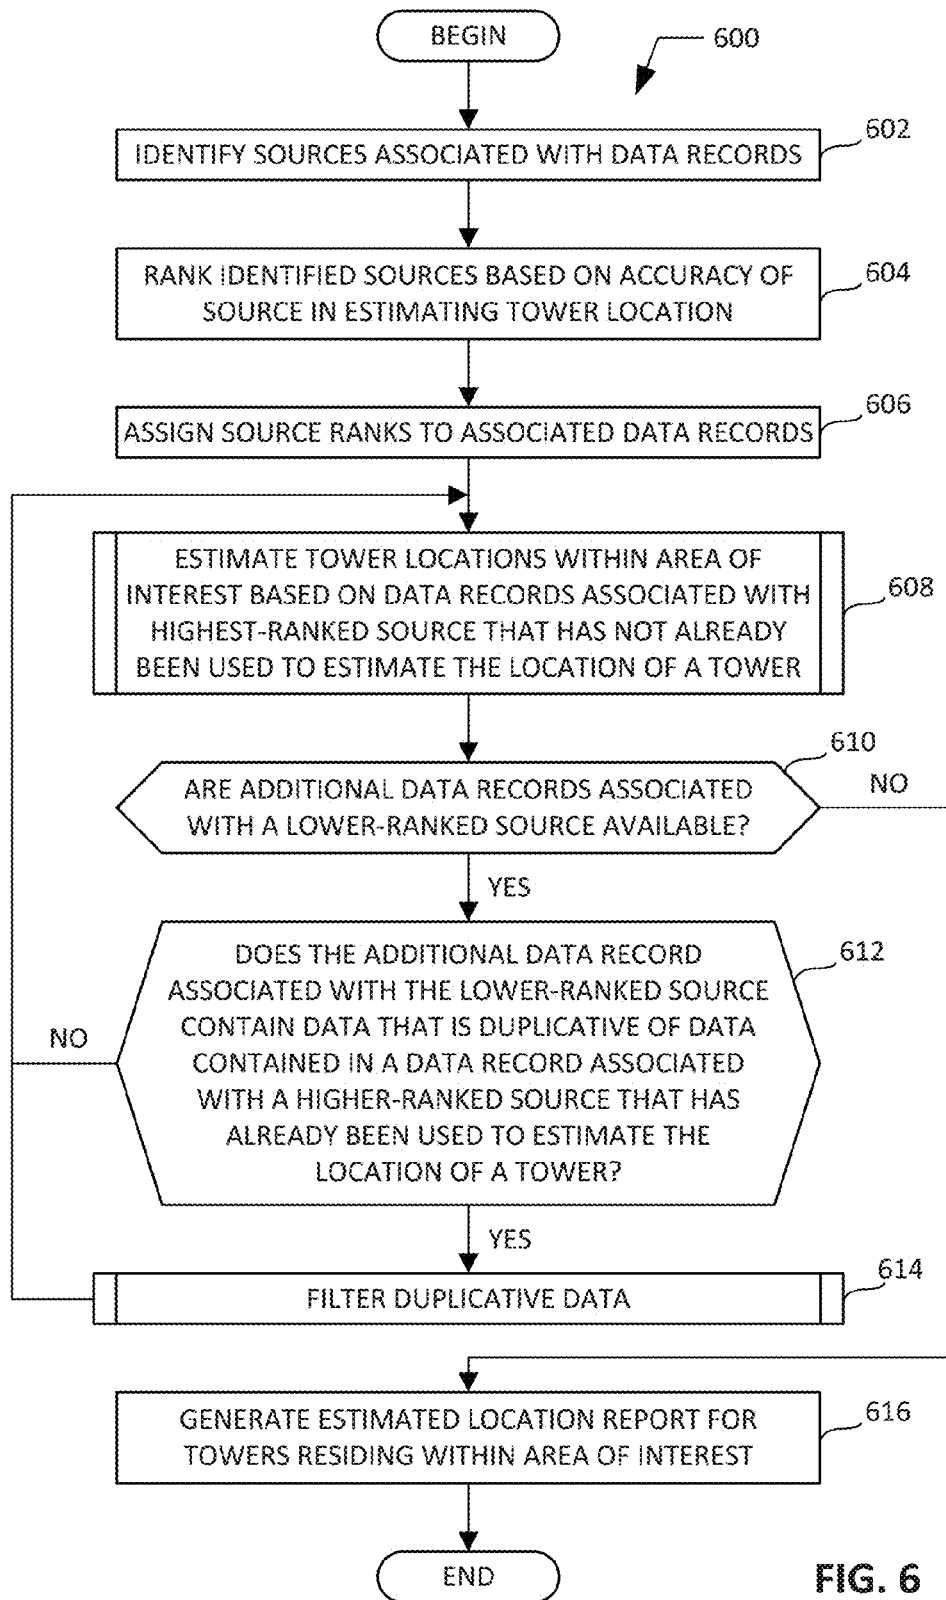 BEGIN
600
IDENTIFY SOURCES ASSOCIATED WITH DATA RECORDS
602
RANK IDENTIFIED SOURCES BASED ON ACCURACY OF
SOURCE IN ESTIMATING TOWER LOCATION
604
ASSIGN SOURCE RANKS TO ASSOCIATED DATA RECORDS
606
ESTIMATE TOWER LOCATIONS WITHIN AREA OF
INTEREST BASED ON DATA RECORDS ASSOCIATED WITH
HIGHEST-RANKED SOURCE THAT HAS NOT ALREADY
BEEN USED TO ESTIMATE THE LOCATION OF A TOWER
608
ARE ADDITIONAL DATA RECORDS ASSOCIATED
WITH A LOWER-RANKED SOURCE AVAILABLE?
610
NO
YES
DOES THE ADDITIONAL DATA RECORD
ASSOCIATED WITH THE LOWER-RANKED SOURCE
CONTAIN DATA THAT IS DUPLICATIVE OF DATA
CONTAINED IN A DATA RECORD ASSOCIATED
WITH A HIGHER-RANKED SOURCE THAT HAS
ALREADY BEEN USED TO ESTIMATE THE
LOCATION OF A TOWER?
612
NO
YES
FILTER DUPLICATIVE DATA
614
GENERATE ESTIMATED LOCATION REPORT FOR
TOWERS RESIDING WITHIN AREA OF INTEREST
616
END
FIG. 6